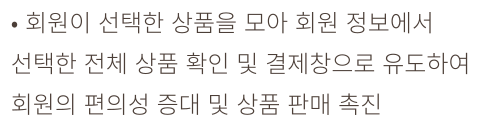 • 회원이 선택한 상품을 모아 회원 정보에서
선택한 전체 상품 확인 및 결제창으로 유도하여
회원의 편의성 증대 및 상품 판매 촉진